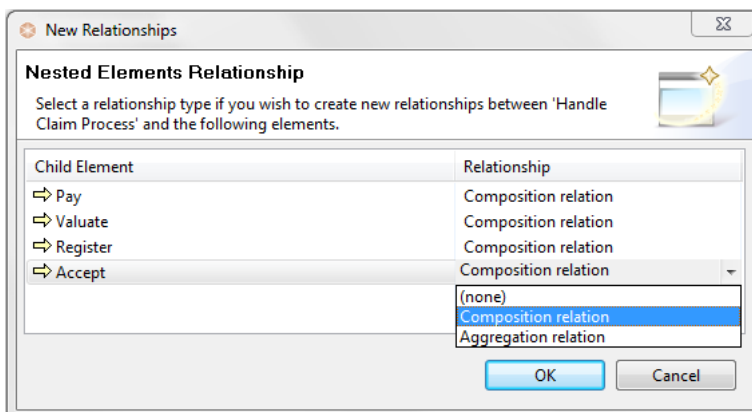 New Relationships
Nested Elements Relationship
Select a relationship type if you wish to create new relationships between 'Handle
Claim Process' and the following elements.
Child Element Relationship
Pay Composition relation
Valuate Composition relation
Register Composition relation
Accept Composition relation
(none)
Composition relation
Aggregation relation
OK Cancel